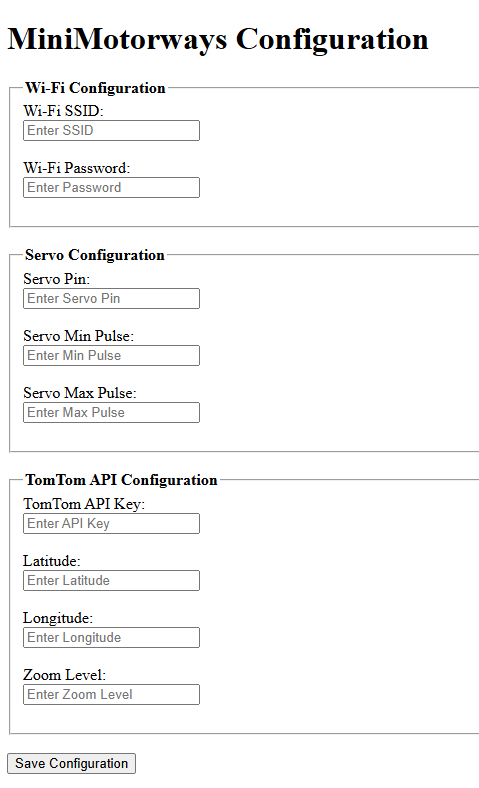 MiniMotorways Configuration
Wi-Fi Configuration
Wi-Fi SSID:
Enter SSID
Wi-Fi Password:
Enter Password
Servo Configuration
Servo Pin:
Enter Servo Pin
Servo Min Pulse:
Enter Min Pulse
Servo Max Pulse:
Enter Max Pulse
TomTom API Configuration
TomTom API Key:
Enter API Key
Latitude:
Enter Latitude
Longitude:
Enter Longitude
Zoom Level:
Enter Zoom Level
Save Configuration